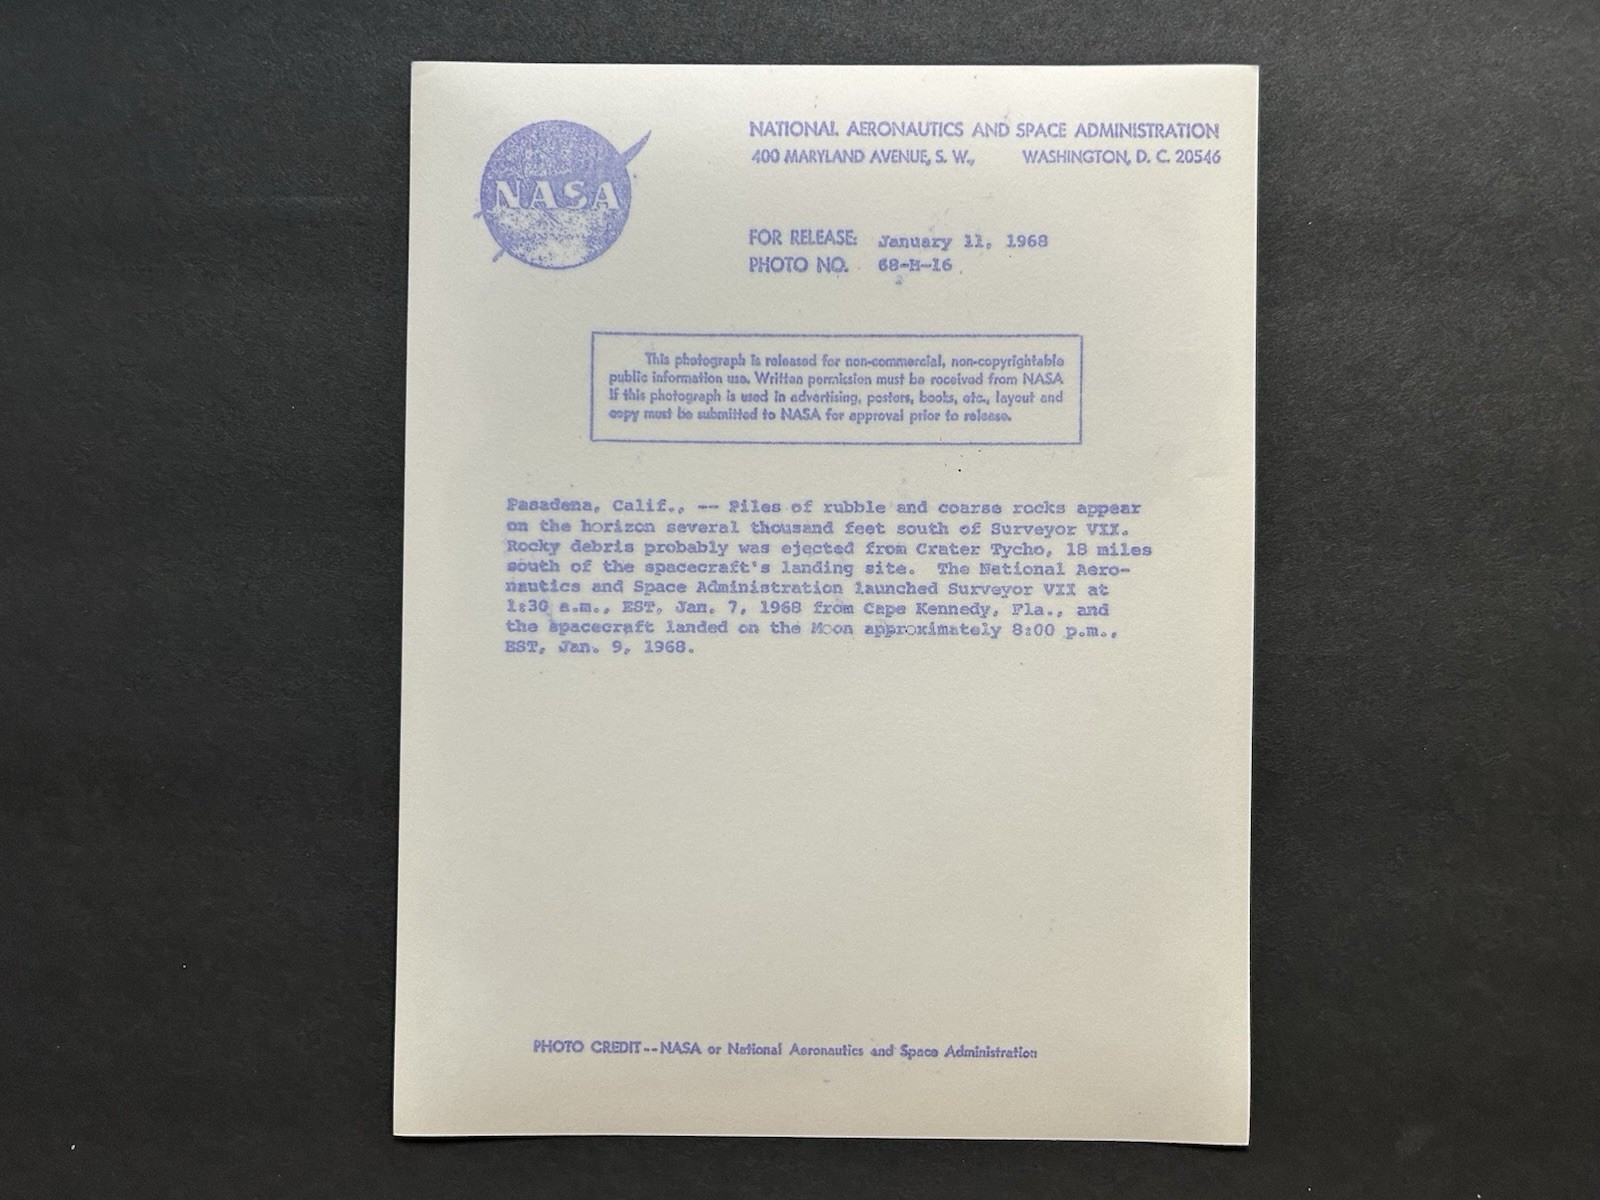 NASA
NATIONAL AERONAUTICS AND SPACE ADMINISTRATION
400 MARYLAND AVENUE, S. W., WASHINGTON, D. C. 20546
FOR RELEASE: January 11, 1968
PHOTO NO. 68-H-16
This photograph is released for non-commercial, non-copyrightable
public information use. Written permission must be received from NASA
if this photograph is used in advertising, posters, books, etc., layout and
copy must be submitted to NASA for approval prior to release.
Pasadena, Calif., -- Piles of rubble and coarse rocks appear
on the horizon several thousand feet south of Surveyor VII.
Rocky debris probably was ejected from Crater Tycho, 18 miles
south of the spacecraft's landing site. The National Aero-
nautics and Space Administration launched Surveyor VII at
1:30 a.m., EST, Jan. 7, 1968 from Cape Kennedy, Fla., and
the spacecraft landed on the Moon approximately 8:00 p.m.,
EST, Jan. 9, 1968.
PHOTO CREDIT--NASA or National Aeronautics and Space Administration